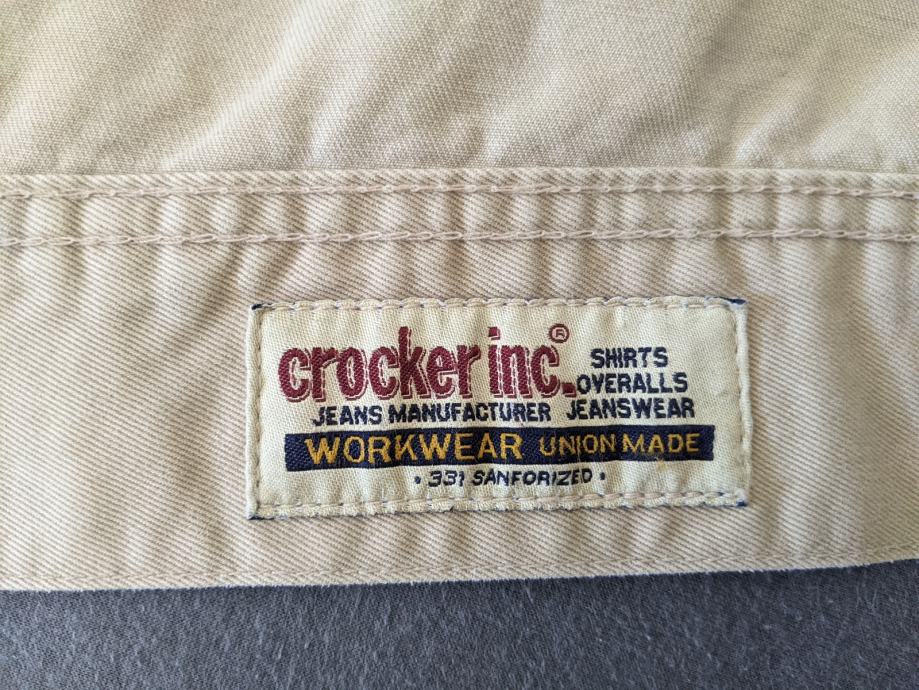 crocker inc.®
SHIRTS
OVERALLS
JEANS MANUFACTURER JEANSWEAR
WORKWEAR UNION MADE
• 331 SANFORIZED •